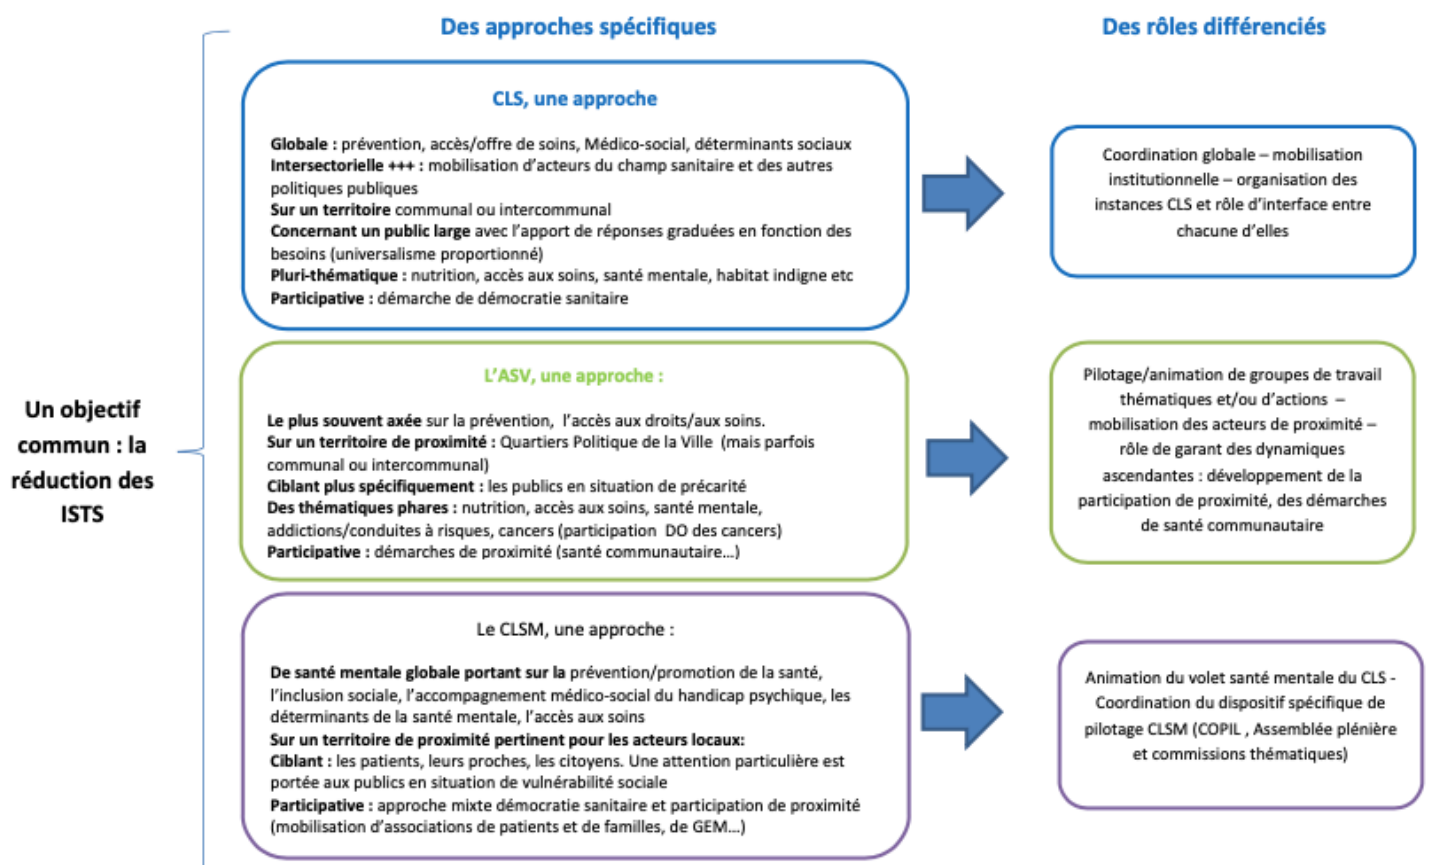 Des approches spécifiques
Des rôles différenciés
Un objectif
commun : la
réduction des
ISTS
CLS, une approche
Globale : prévention, accès/offre de soins, Médico-social, déterminants sociaux
Intersectorielle +++ : mobilisation d'acteurs du champ sanitaire et des autres
politiques publiques
Sur un territoire communal ou intercommunal
Concernant un public large avec l'apport de réponses graduées en fonction des
besoins (universalisme proportionné)
Pluri-thématique : nutrition, accès aux soins, santé mentale, habitat indigne etc
Participative : démarche de démocratie sanitaire
Coordination globale – mobilisation
institutionnelle – organisation des
instances CLS et rôle d'interface entre
chacune d'elles
L'ASV, une approche :
Le plus souvent axée sur la prévention, l'accès aux droits/aux soins.
Sur un territoire de proximité : Quartiers Politique de la Ville (mais parfois
communal ou intercommunal)
Ciblant plus spécifiquement : les publics en situation de précarité
Des thématiques phares : nutrition, accès aux soins, santé mentale,
addictions/conduites à risques, cancers (participation DO des cancers)
Participative : démarches de proximité (santé communautaire...)
Pilotage/animation de groupes de travail
thématiques et/ou d'actions –
mobilisation des acteurs de proximité –
rôle de garant des dynamiques
ascendantes : développement de la
participation de proximité, des démarches
de santé communautaire
Le CLSM, une approche :
De santé mentale globale portant sur la prévention/promotion de la santé,
l'inclusion sociale, l'accompagnement médico-social du handicap psychique, les
déterminants de la santé mentale, l'accès aux soins
Sur un territoire de proximité pertinent pour les acteurs locaux:
Ciblant : les patients, leurs proches, les citoyens. Une attention particulière est
portée aux publics en situation de vulnérabilité sociale
Participative : approche mixte démocratie sanitaire et participation de proximité
(mobilisation d'associations de patients et de familles, de GEM...)
Animation du volet santé mentale du CLS -
Coordination du dispositif spécifique de
pilotage CLSM (COPIL , Assemblée plénière
et commissions thématiques)